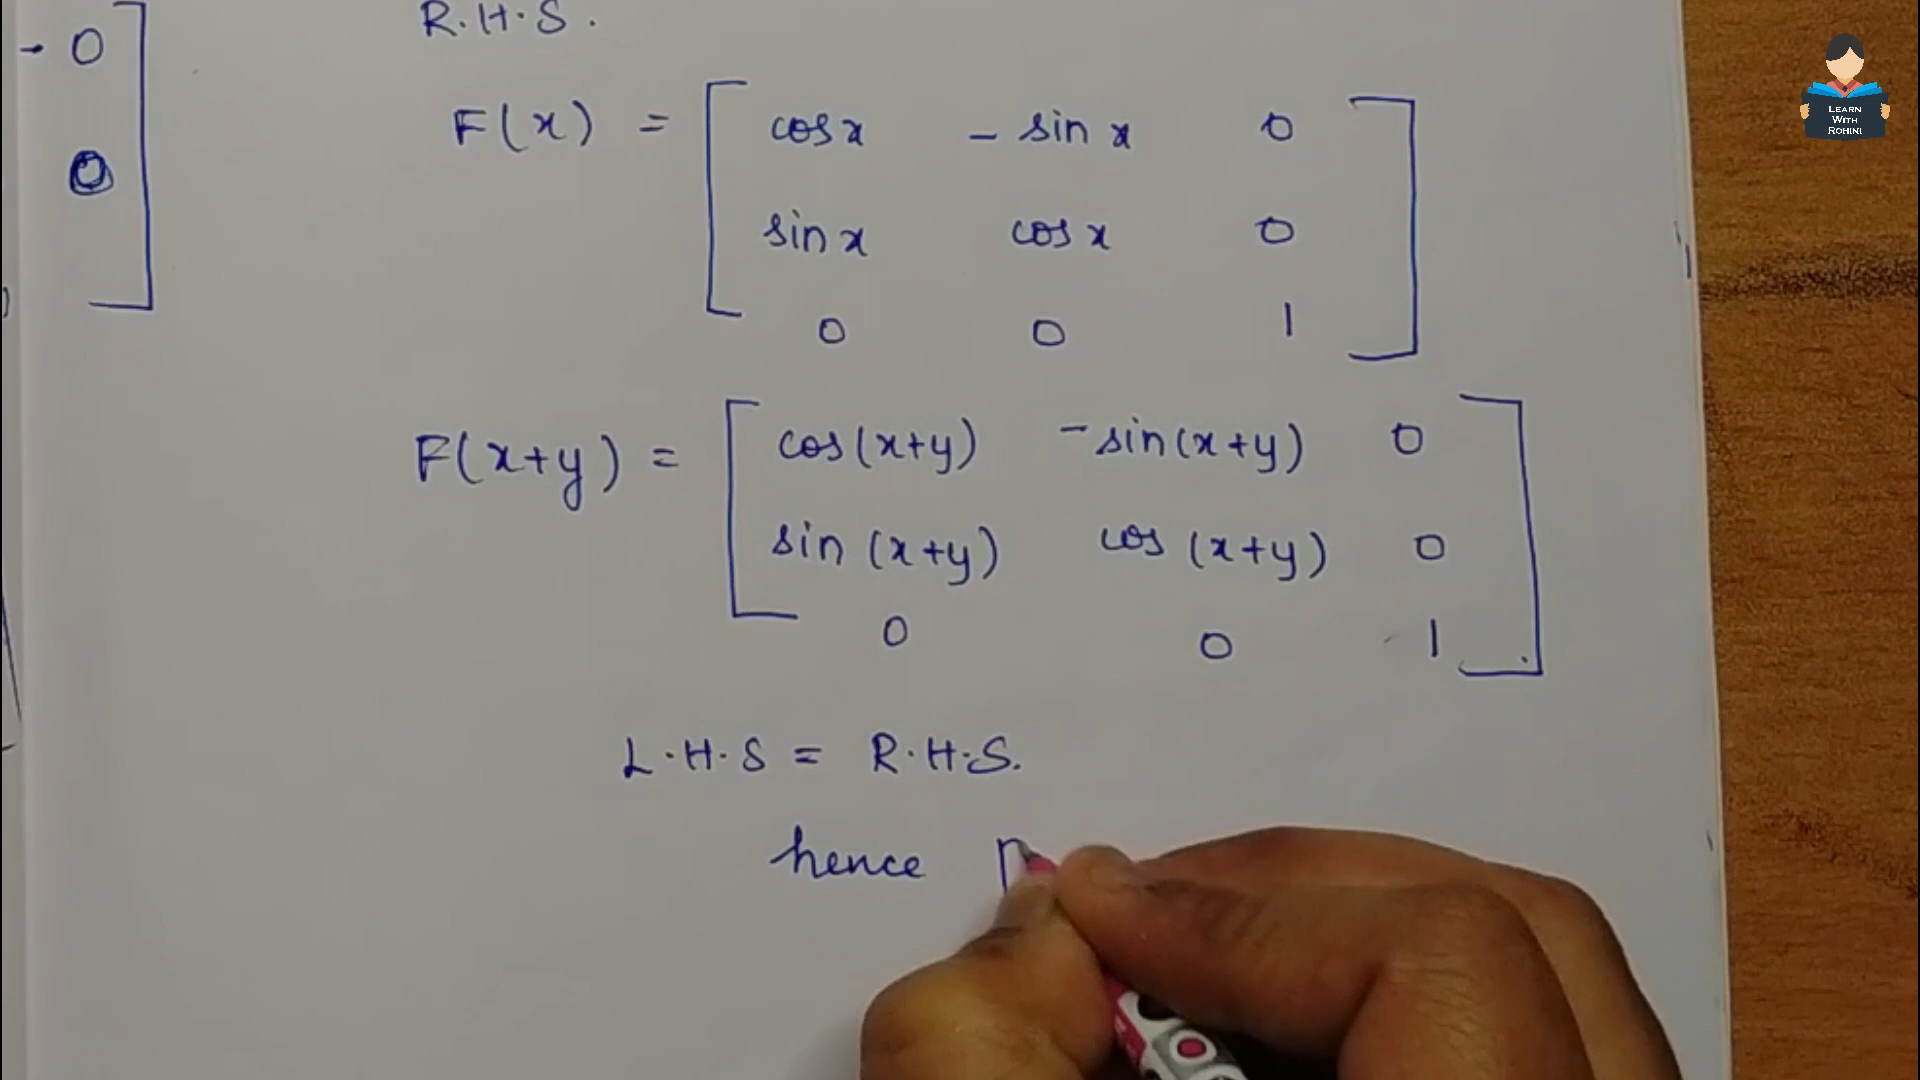 - 0
0
R.H.S.
F(x) = [ cos x - sin x 0
sin x cos x 0
0 0 1 ]
F(x+y) = [ cos(x+y) - sin(x+y) 0
sin (x+y) cos (x+y) 0
0 0 1 ]
L.H.S = R.H.S.
hence
LEARN
WITH
ROHINI